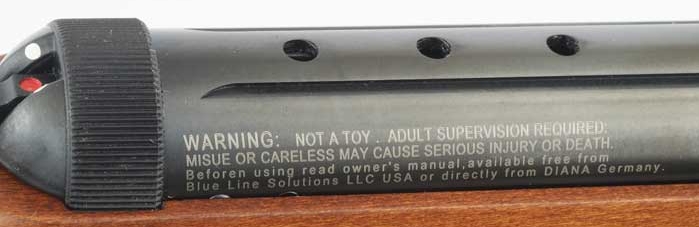 WARNING: NOT A TOY . ADULT SUPERVISION REQUIRED:
MISUE OR CARELESS MAY CAUSE SERIOUS INJURY OR DEATH.
Beforen using read owner's manual,available free from
Blue Line Solutions LLC USA or directly from DIANA Germany.